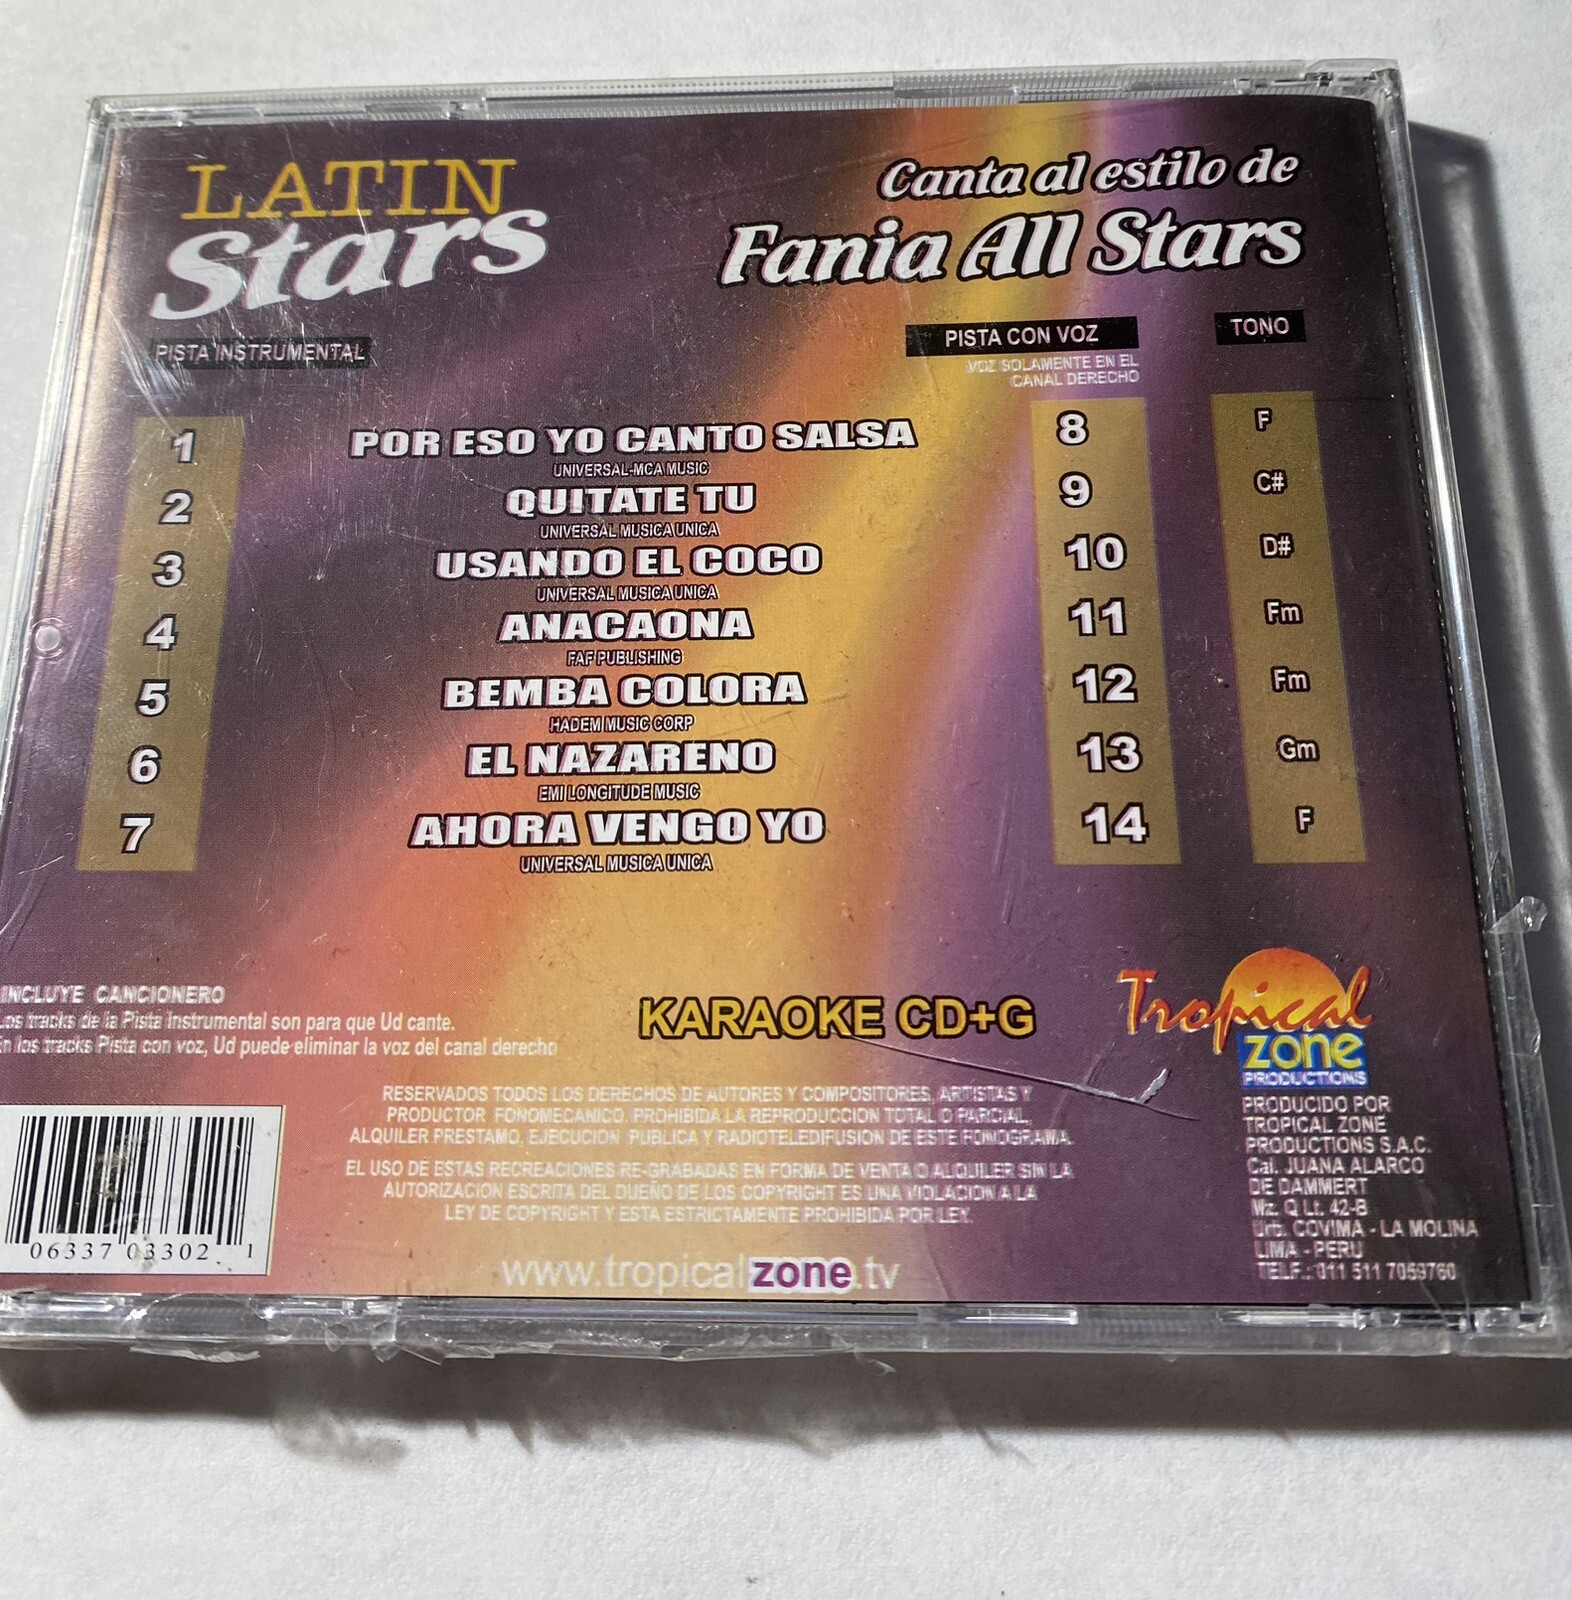 LATIN
Stars
Canta al estilo de
Fania All Stars
PISTA INSTRUMENTAL
PISTA CON VOZ
TONO
VOZ SOLAMENTE EN EL
CANAL DERECHO
1 POR ESO YO CANTO SALSA 8 F
UNIVERSAL-MCA MUSIC
2 QUITATE TU 9 C#
UNIVERSAL MUSICA UNICA
3 USANDO EL COCO 10 D#
UNIVERSAL MUSICA UNICA
4 ANACAONA 11 Fm
FAF PUBLISHING
5 BEMBA COLORA 12 Fm
HADEM MUSIC CORP
6 EL NAZARENO 13 Gm
EMI LONGITUDE MUSIC
7 AHORA VENGO YO 14 F
UNIVERSAL MUSICA UNICA
INCLUYE CANCIONERO
Los tracks de la Pista Instrumental son para que Ud cante.
En los tracks Pista con voz, Ud puede eliminar la voz del canal derecho
KARAOKE CD+G
Tropical
zone
PRODUCTIONS
RESERVADOS TODOS LOS DERECHOS DE AUTORES Y COMPOSITORES, ARTISTAS Y
PRODUCTOR FONOMECANICO. PROHIBIDA LA REPRODUCCION TOTAL O PARCIAL,
ALQUILER PRESTAMO, EJECUCION PUBLICA Y RADIOTELEDIFUSION DE ESTE FONOGRAMA.
EL USO DE ESTAS RECREACIONES RE-GRABADAS EN FORMA DE VENTA O ALQUILER SIN LA
AUTORIZACION ESCRITA DEL DUEÑO DE LOS COPYRIGHT ES UNA VIOLACION A LA
LEY DE COPYRIGHT Y ESTA ESTRICTAMENTE PROHIBIDA POR LEY.
PRODUCIDO POR
TROPICAL ZONE
PRODUCTIONS S.A.C.
Cal. JUANA ALARCO
DE DAMMERT
Mz. Q Lt. 42-B
Urb. COVIMA - LA MOLINA
LIMA - PERU
TELF.: 011 511 7059760
06337 03302 1
www.tropicalzone.tv